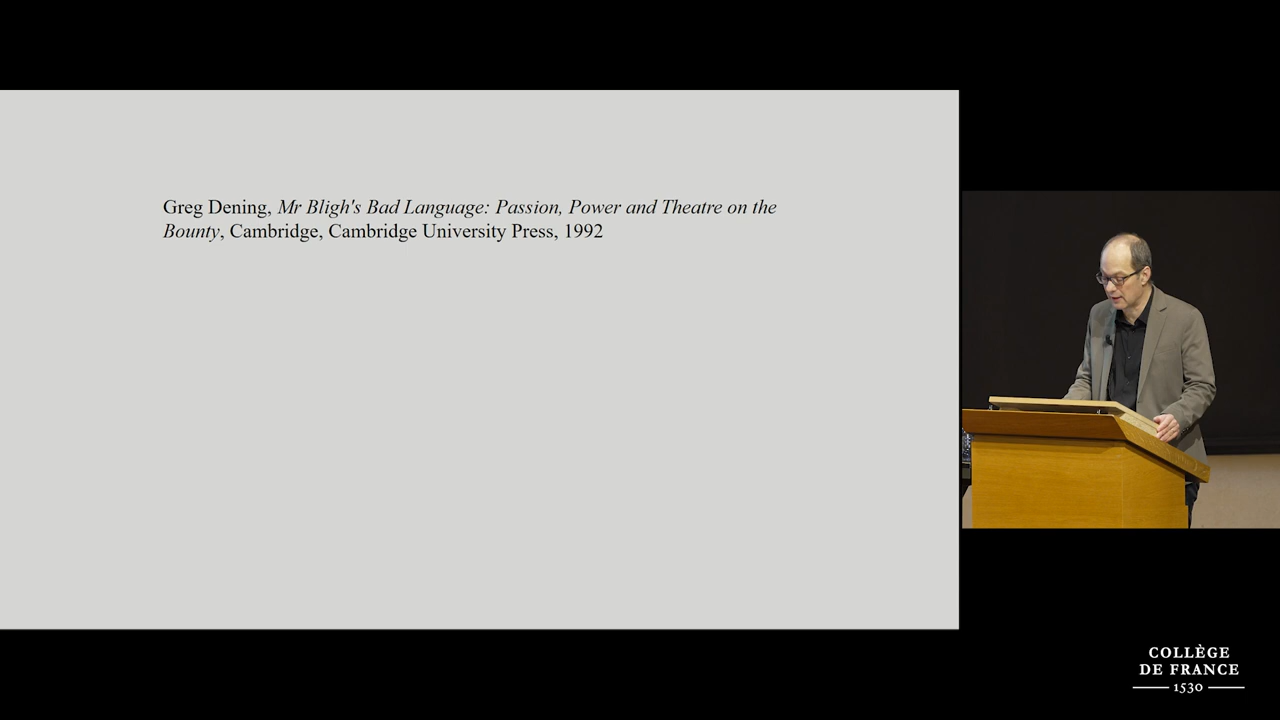 Greg Dening, Mr Bligh's Bad Language: Passion, Power and Theatre on the
Bounty, Cambridge, Cambridge University Press, 1992
COLLÈGE
DE FRANCE
1530